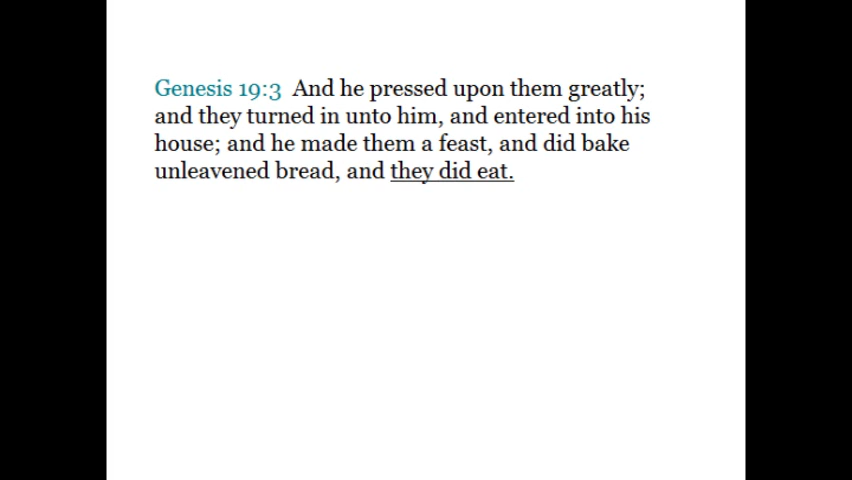 Genesis 19:3 And he pressed upon them greatly;
and they turned in unto him, and entered into his
house; and he made them a feast, and did bake
unleavened bread, and they did eat.